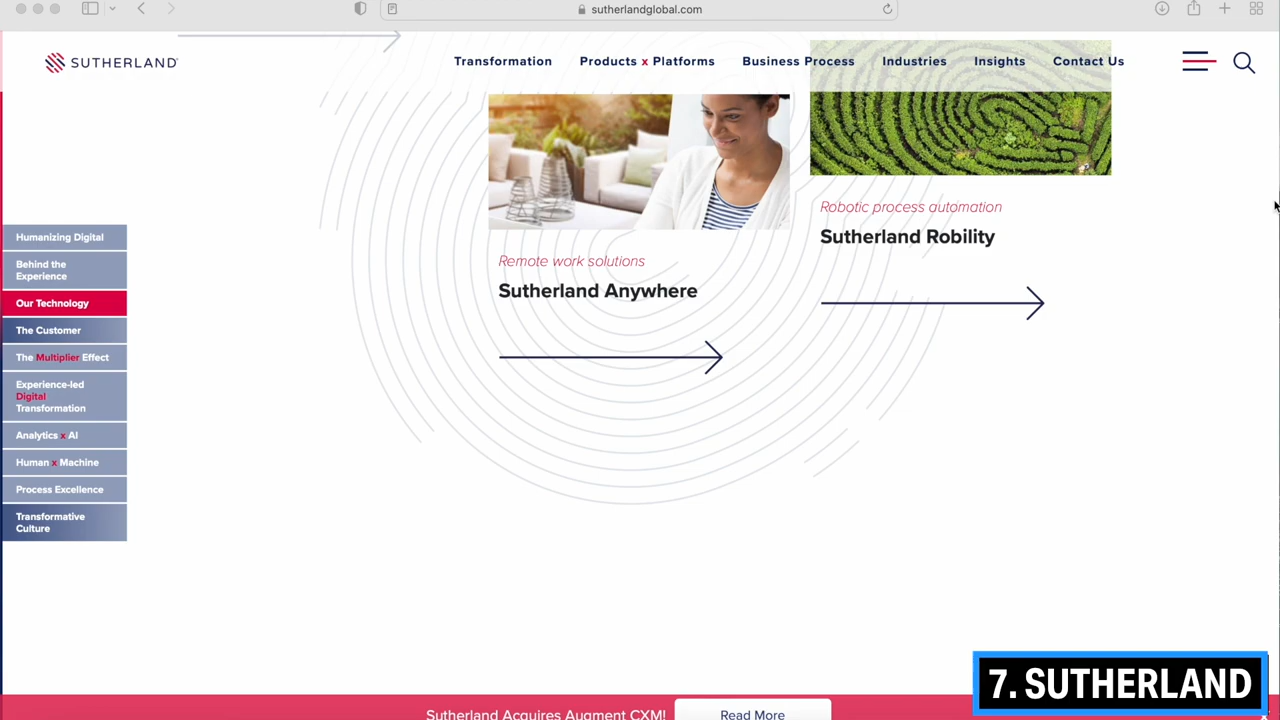 sutherlandglobal.com
SUTHERLAND
Transformation
Products x Platforms
Business Process
Industries
Insights
Contact Us
Robotic process automation
Sutherland Robility
Remote work solutions
Sutherland Anywhere
Humanizing Digital
Behind the
Experience
Our Technology
The Customer
The Multiplier Effect
Experience-led
Digital
Transformation
Analytics x AI
Human x Machine
Process Excellence
Transformative
Culture
7. SUTHERLAND
Sutherland Acquires Augment CXM!
Read More